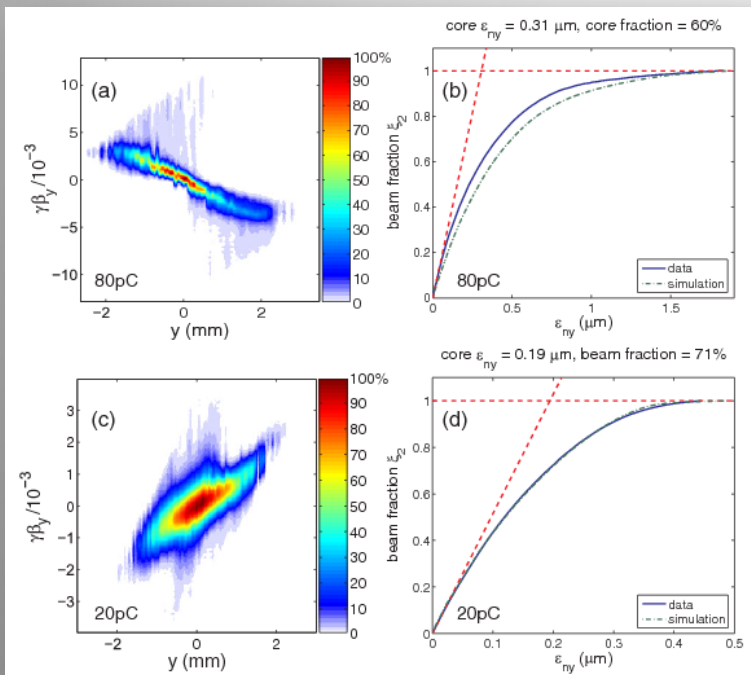 core ε_ny = 0.31 μm, core fraction = 60%
(a)
γβ_y/10^-3
10
5
0
−5
−10
80pC
−2
0
2
y (mm)
100%
90
80
70
60
50
40
30
20
10
0
(b)
beam fraction ξ_2
1
0.8
0.6
0.4
0.2
0
80pC
data
simulation
0
0.5
1
1.5
ε_ny (μm)
core ε_ny = 0.19 μm, beam fraction = 71%
(c)
γβ_y/10^-3
3
2
1
0
−1
−2
−3
20pC
−2
0
2
y (mm)
100%
90
80
70
60
50
40
30
20
10
0
(d)
beam fraction ξ_2
1
0.8
0.6
0.4
0.2
0
20pC
data
simulation
0
0.1
0.2
0.3
0.4
0.5
ε_ny (μm)